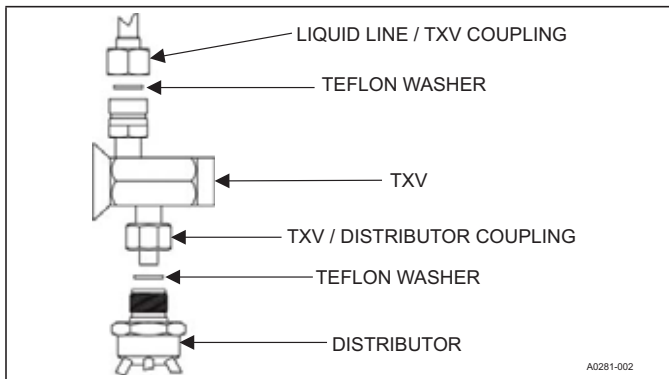 LIQUID LINE / TXV COUPLING
TEFLON WASHER
TXV
TXV / DISTRIBUTOR COUPLING
TEFLON WASHER
DISTRIBUTOR
A0281-002